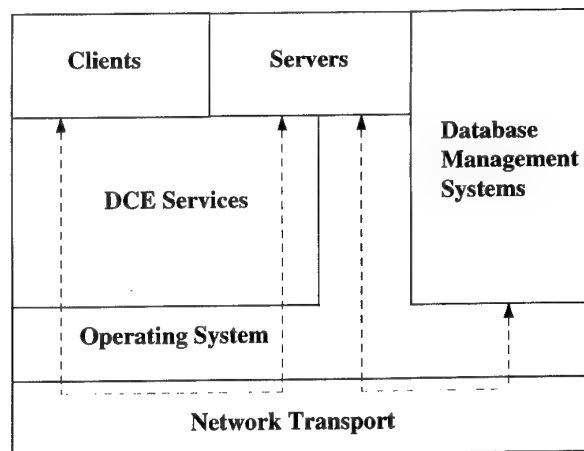 Clients
Servers
Database
Management
Systems
DCE Services
Operating System
Network Transport